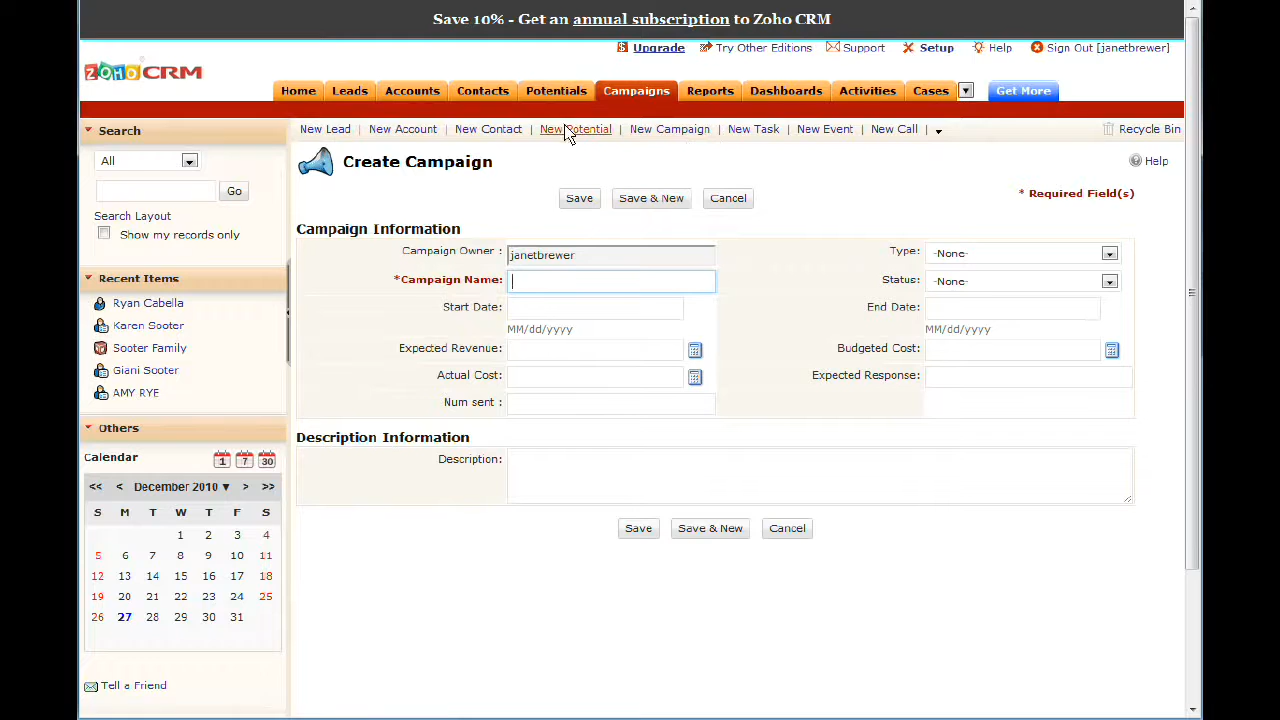 Save 10% - Get an annual subscription to Zoho CRM
Upgrade Try Other Editions Support Setup Help Sign Out [janetbrewer]
ZOHO CRM
Home Leads Accounts Contacts Potentials Campaigns Reports Dashboards Activities Cases Get More
New Lead | New Account | New Contact | New Potential | New Campaign | New Task | New Event | New Call | Recycle Bin
Search
All
Go
Search Layout
Show my records only
Recent Items
Ryan Cabella
Karen Sooter
Sooter Family
Giani Sooter
AMY RYE
Others
Calendar 1 7 30
<< < December 2010 ▼ > >>
S M T W T F S
1 2 3 4
5 6 7 8 9 10 11
12 13 14 15 16 17 18
19 20 21 22 23 24 25
26 27 28 29 30 31
Tell a Friend
Create Campaign
Help
Save Save & New Cancel
* Required Field(s)
Campaign Information
Campaign Owner : janetbrewer Type: -None-
*Campaign Name: Status: -None-
Start Date: End Date:
MM/dd/yyyy MM/dd/yyyy
Expected Revenue: Budgeted Cost:
Actual Cost: Expected Response:
Num sent :
Description Information
Description:
Save Save & New Cancel